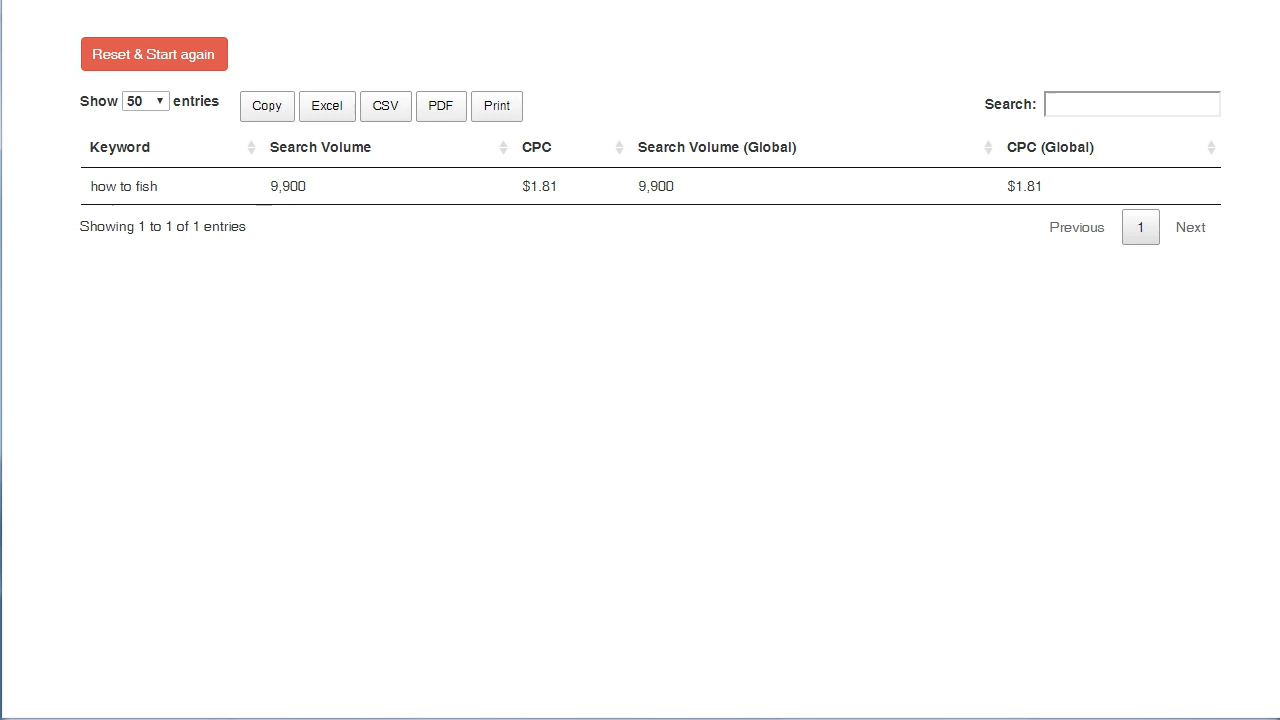 Reset & Start again
Show 50 entries Copy Excel CSV PDF Print Search:
Keyword Search Volume CPC Search Volume (Global) CPC (Global)
how to fish 9,900 $1.81 9,900 $1.81
Showing 1 to 1 of 1 entries Previous 1 Next